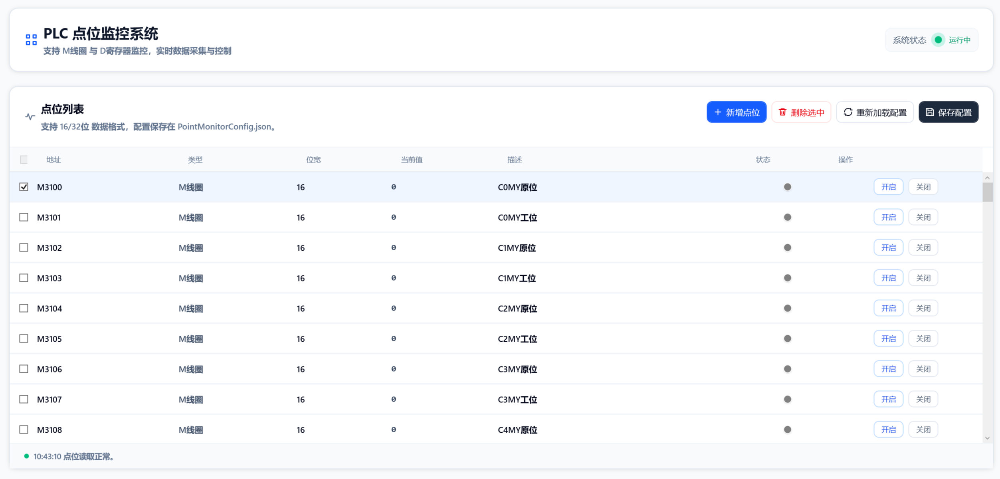 PLC 点位监控系统
支持 M线圈 与 D寄存器监控，实时数据采集与控制
系统状态 运行中
点位列表
支持 16/32位 数据格式，配置保存在 PointMonitorConfig.json。
新增点位 删除选中 重新加载配置 保存配置
地址 类型 位宽 当前值 描述 状态 操作
M3100 M线圈 16 0 C0MY原位 开启 关闭
M3101 M线圈 16 0 C0MY工位 开启 关闭
M3102 M线圈 16 0 C1MY原位 开启 关闭
M3103 M线圈 16 0 C1MY工位 开启 关闭
M3104 M线圈 16 0 C2MY原位 开启 关闭
M3105 M线圈 16 0 C2MY工位 开启 关闭
M3106 M线圈 16 0 C3MY原位 开启 关闭
M3107 M线圈 16 0 C3MY工位 开启 关闭
M3108 M线圈 16 0 C4MY原位 开启 关闭
10:43:10 点位读取正常。